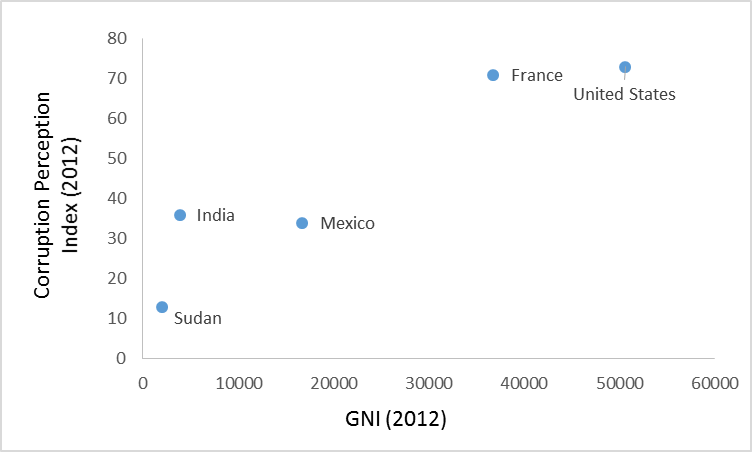 80
70
60
50
40
30
20
10
0
Corruption Perception
Index (2012)
France
United States
India
Mexico
Sudan
0 10000 20000 30000 40000 50000 60000
GNI (2012)